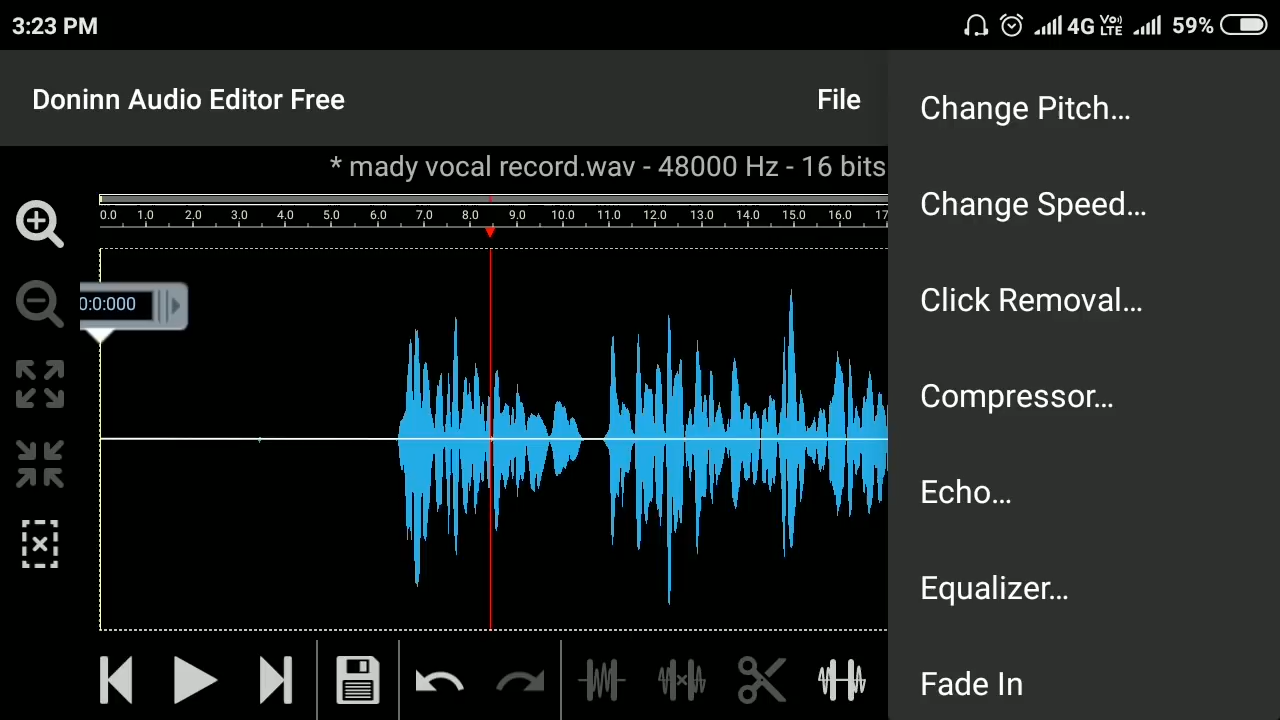 3:23 PM
4G VoLTE 59%
Doninn Audio Editor Free
File
* mady vocal record.wav - 48000 Hz - 16 bits
0.0 1.0 2.0 3.0 4.0 5.0 6.0 7.0 8.0 9.0 10.0 11.0 12.0 13.0 14.0 15.0 16.0 17
0:0:000
Change Pitch...
Change Speed...
Click Removal...
Compressor...
Echo...
Equalizer...
Fade In